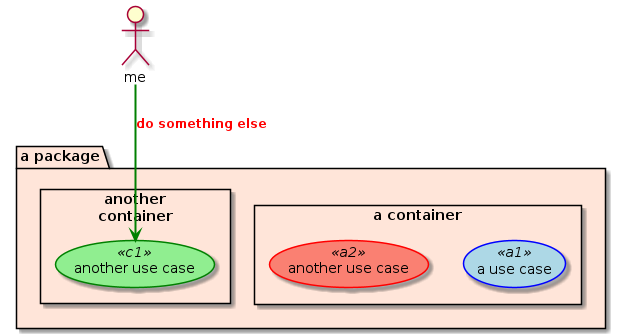 me
do something else
a package
another
container
«c1»
another use case
a container
«a2»
another use case
«a1»
a use case